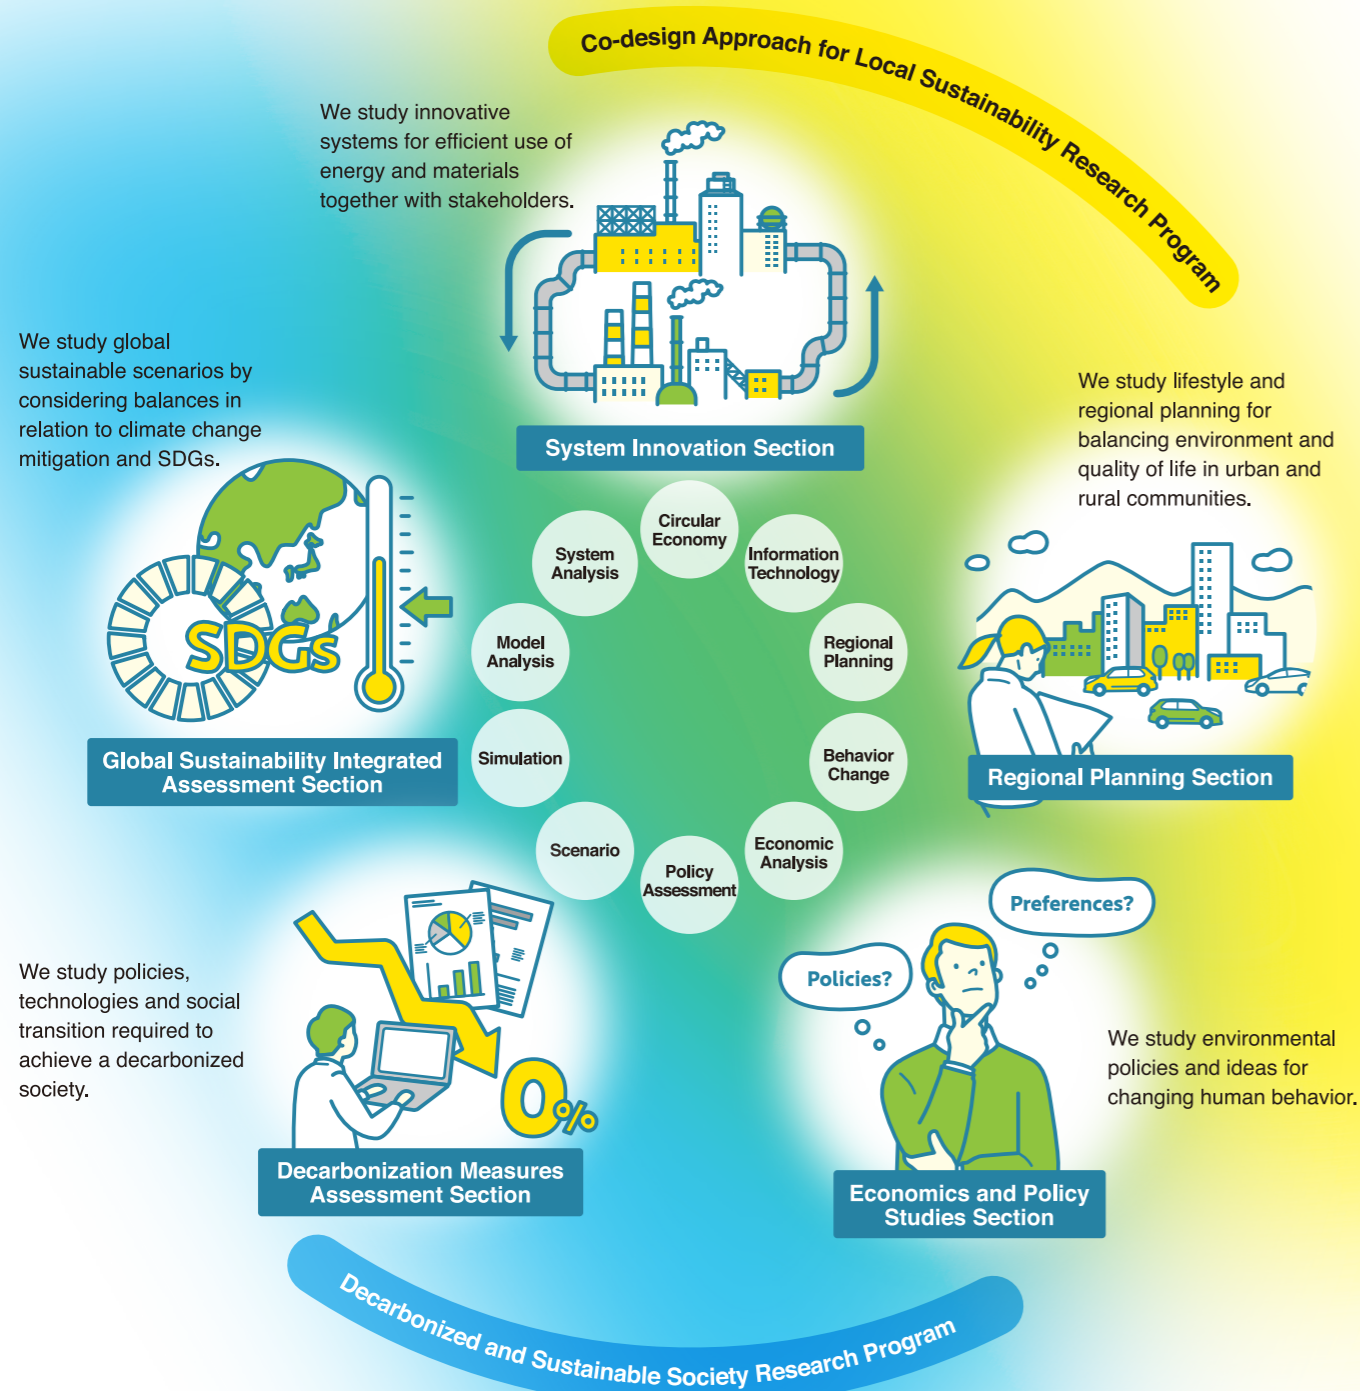 Co-design Approach for Local Sustainability Research Program
We study innovative
systems for efficient use of
energy and materials
together with stakeholders.
System Innovation Section
We study global
sustainable scenarios by
considering balances in
relation to climate change
mitigation and SDGs.
SDGs
Global Sustainability Integrated
Assessment Section
We study lifestyle and
regional planning for
balancing environment and
quality of life in urban and
rural communities.
Regional Planning Section
Circular
Economy
Information
Technology
Regional
Planning
Behavior
Change
Economic
Analysis
Policy
Assessment
Scenario
Simulation
Model
Analysis
System
Analysis
We study policies,
technologies and social
transition required to
achieve a decarbonized
society.
0%
Decarbonization Measures
Assessment Section
Preferences?
Policies?
We study environmental
policies and ideas for
changing human behavior.
Economics and Policy
Studies Section
Decarbonized and Sustainable Society Research Program